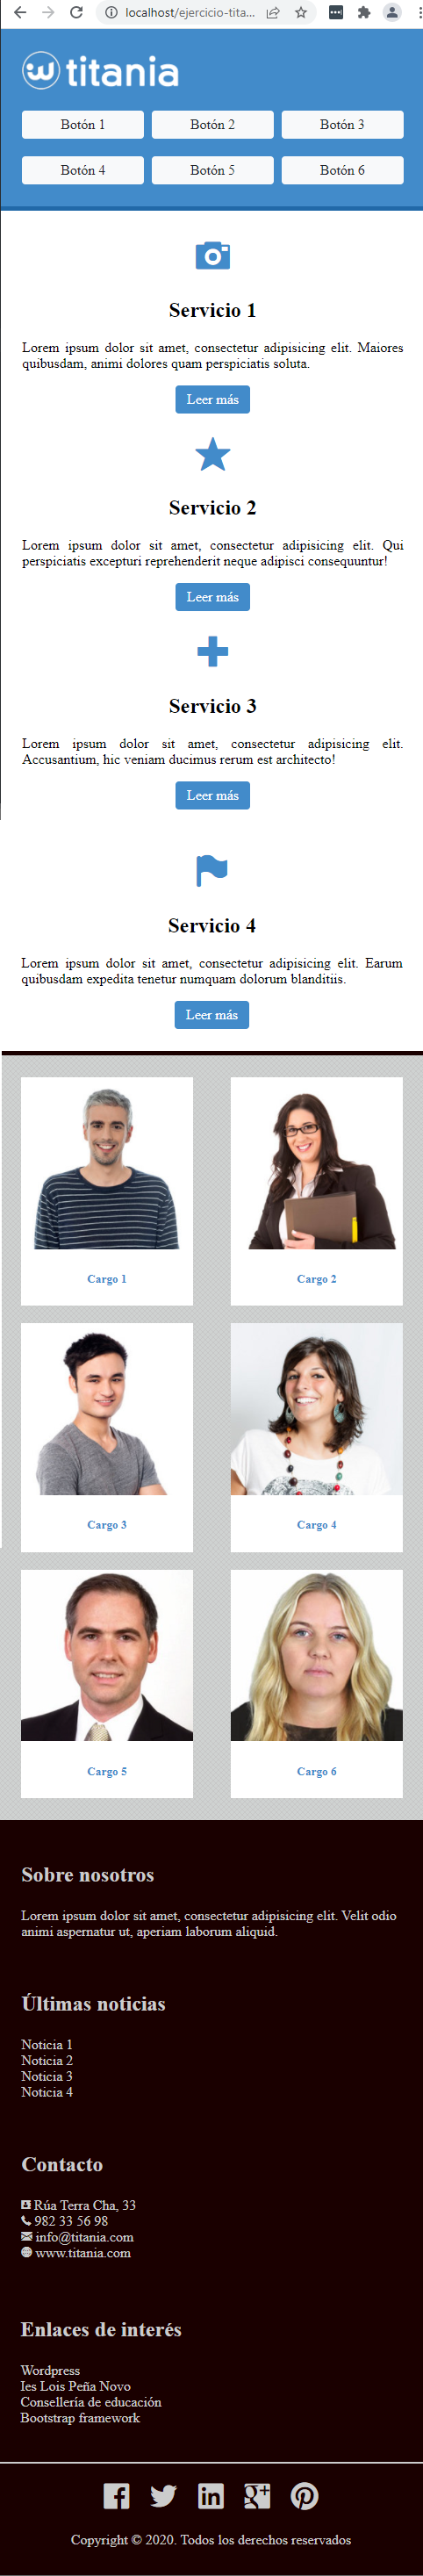 localhost/ejercicio-tita...
titania
Botón 1 Botón 2 Botón 3
Botón 4 Botón 5 Botón 6
Servicio 1
Lorem ipsum dolor sit amet, consectetur adipisicing elit. Maiores
quibusdam, animi dolores quam perspiciatis soluta.
Leer más
Servicio 2
Lorem ipsum dolor sit amet, consectetur adipisicing elit. Qui
perspiciatis excepturi reprehenderit neque adipisci consequuntur!
Leer más
Servicio 3
Lorem ipsum dolor sit amet, consectetur adipisicing elit.
Accusantium, hic veniam ducimus rerum est architecto!
Leer más
Servicio 4
Lorem ipsum dolor sit amet, consectetur adipisicing elit. Earum
quibusdam expedita tenetur numquam dolorum blanditiis.
Leer más
Cargo 1 Cargo 2
Cargo 3 Cargo 4
Cargo 5 Cargo 6
Sobre nosotros
Lorem ipsum dolor sit amet, consectetur adipisicing elit. Velit odio
animi aspernatur ut, aperiam laborum aliquid.
Últimas noticias
Noticia 1
Noticia 2
Noticia 3
Noticia 4
Contacto
Rúa Terra Cha, 33
982 33 56 98
info@titania.com
www.titania.com
Enlaces de interés
Wordpress
Ies Lois Peña Novo
Consellería de educación
Bootstrap framework
Copyright © 2020. Todos los derechos reservados